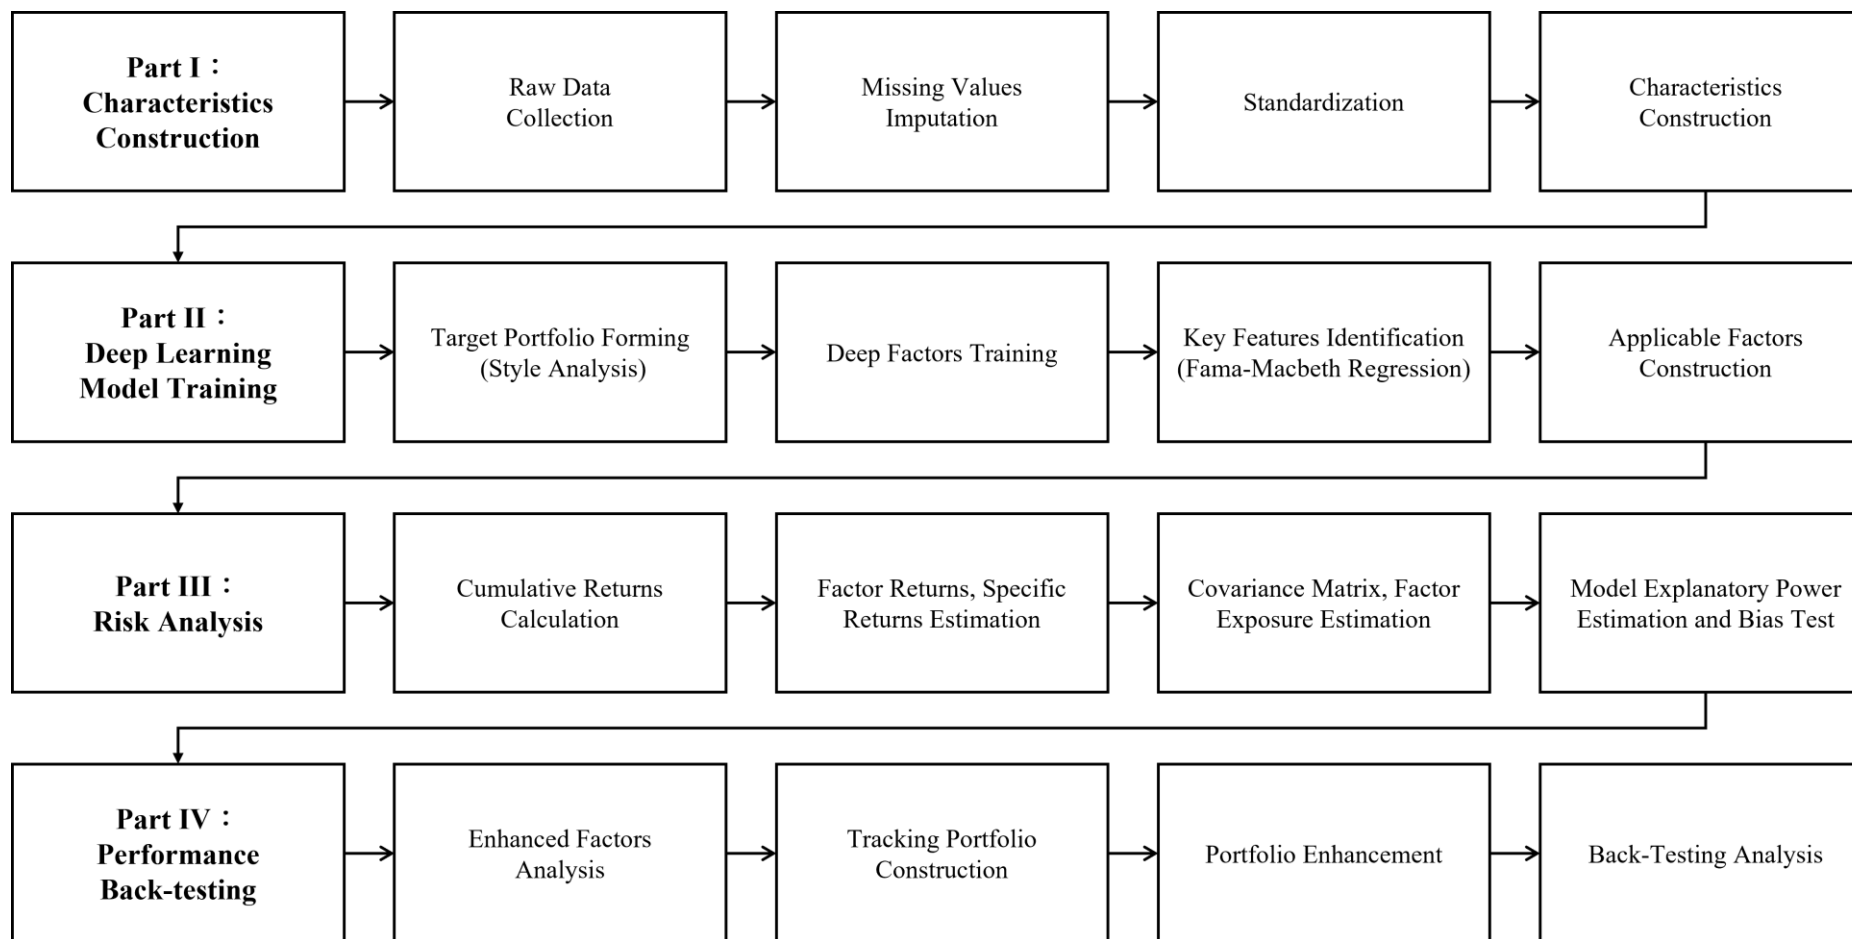 Part I：
Characteristics
Construction
Raw Data
Collection
Missing Values
Imputation
Standardization
Characteristics
Construction
Part II：
Deep Learning
Model Training
Target Portfolio Forming
(Style Analysis)
Deep Factors Training
Key Features Identification
(Fama-Macbeth Regression)
Applicable Factors
Construction
Part III：
Risk Analysis
Cumulative Returns
Calculation
Factor Returns, Specific
Returns Estimation
Covariance Matrix, Factor
Exposure Estimation
Model Explanatory Power
Estimation and Bias Test
Part IV：
Performance
Back-testing
Enhanced Factors
Analysis
Tracking Portfolio
Construction
Portfolio Enhancement
Back-Testing Analysis